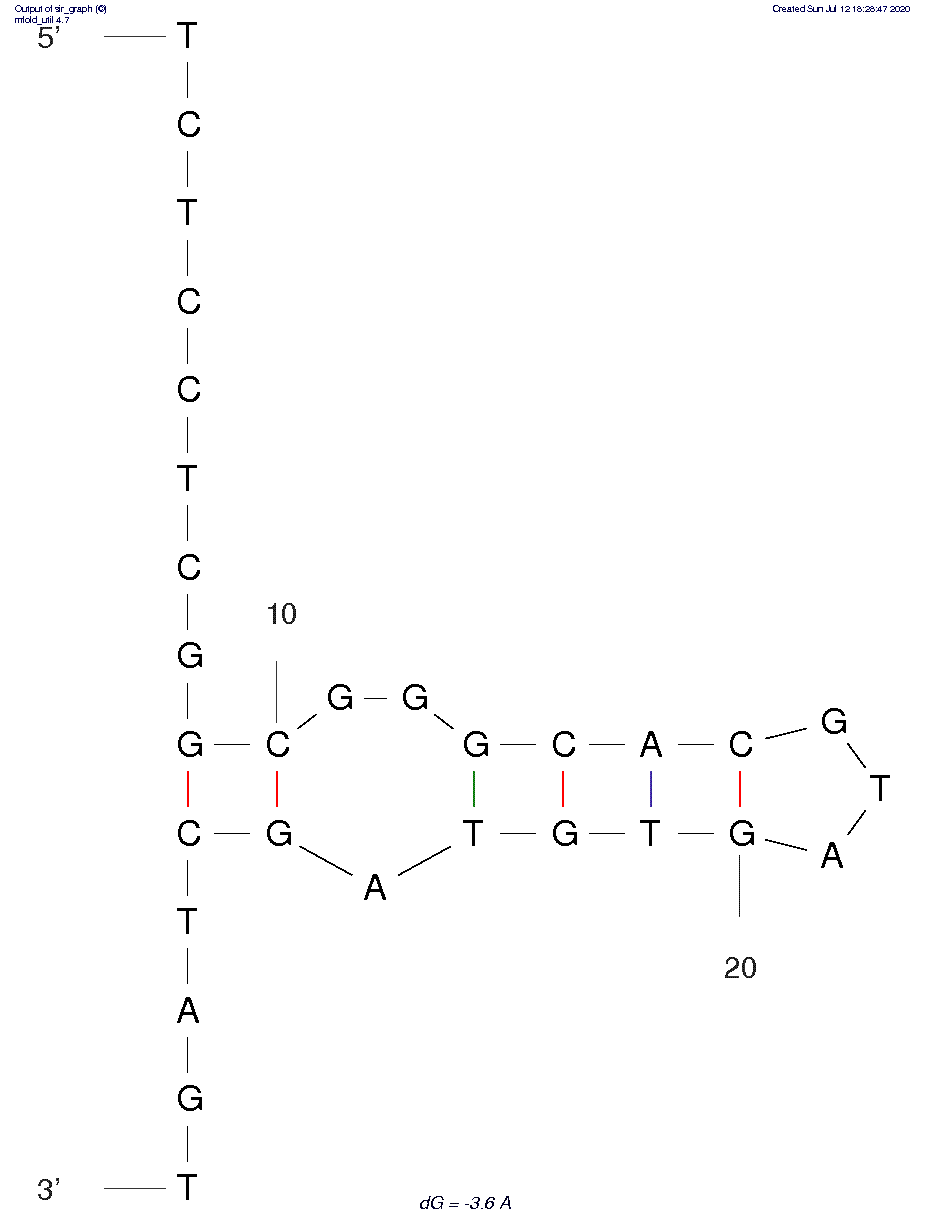 Output of sir_graph (©)
mfold_util 4.7
Created Sun Jul 12 18:28:47 2020
5’ T
C
T
C
C
T
C
G
10
G C G G G C A C G
T
C G A T G T G A
20
T
A
G
3’ T
dG = -3.6 A